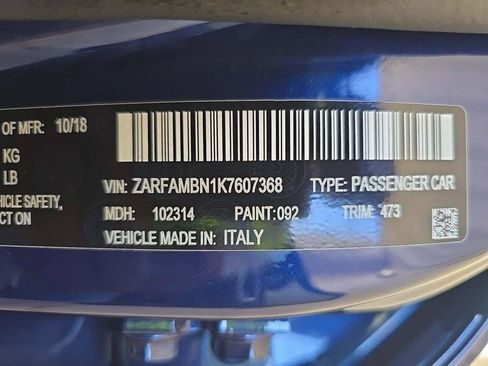 OF MFR: 10/18
KG
LB
VIN: ZARFAMBN1K7607368 TYPE: PASSENGER CAR
HICLE SAFETY,
CT ON
MDH: 102314 PAINT: 092 TRIM: 473
VEHICLE MADE IN: ITALY